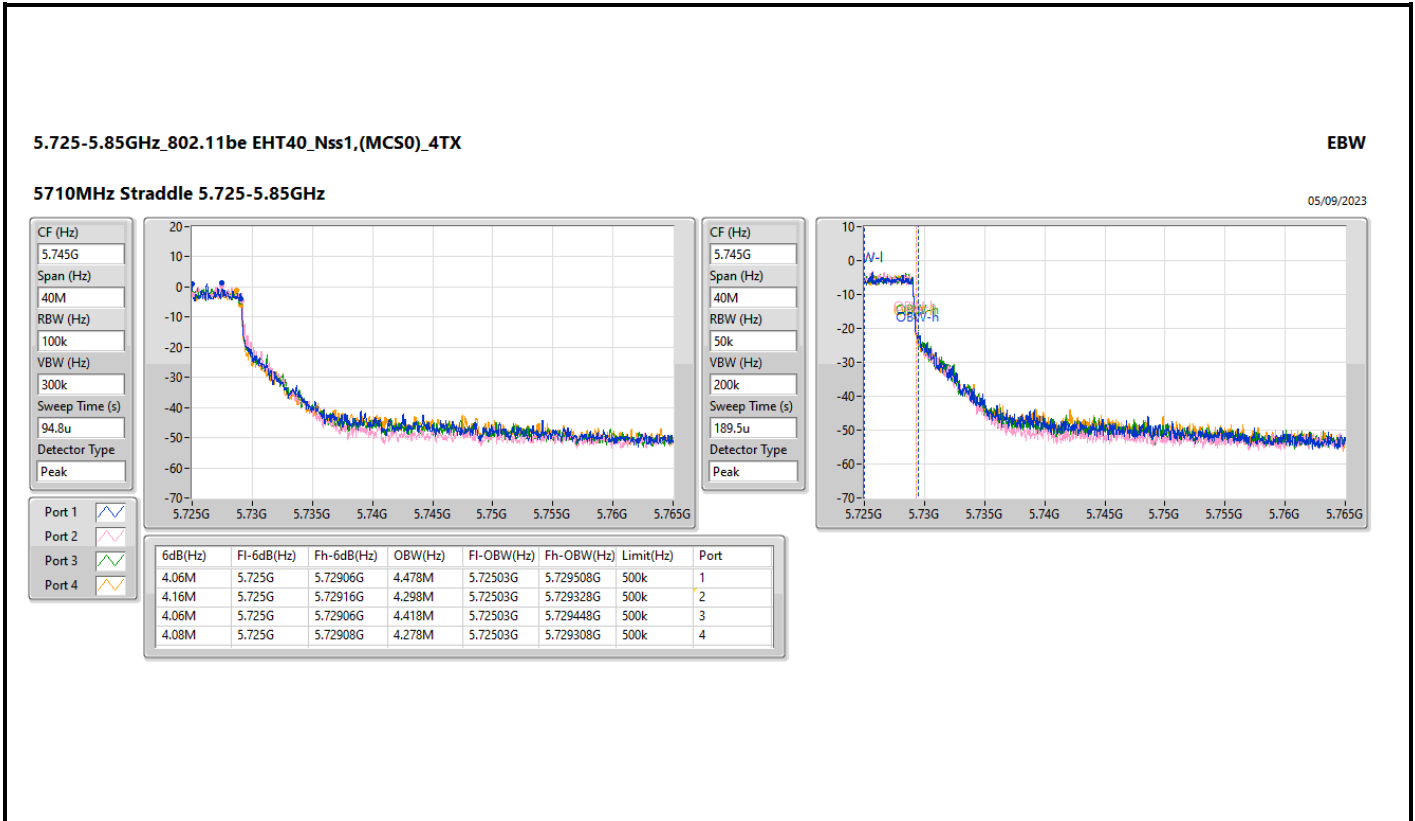 5.725-5.85GHz_802.11be EHT40_Nss1,(MCS0)_4TX
EBW
5710MHz Straddle 5.725-5.85GHz
05/09/2023
CF (Hz)
5.745G
Span (Hz)
40M
RBW (Hz)
100k
VBW (Hz)
300k
Sweep Time (s)
94.8u
Detector Type
Peak
20
10
0
-10
-20
-30
-40
-50
-60
-70
5.725G 5.73G 5.735G 5.74G 5.745G 5.75G 5.755G 5.76G 5.765G
CF (Hz)
5.745G
Span (Hz)
40M
RBW (Hz)
50k
VBW (Hz)
200k
Sweep Time (s)
189.5u
Detector Type
Peak
10
0
-10
-20
-30
-40
-50
-60
-70
W-l
OBW-h
5.725G 5.73G 5.735G 5.74G 5.745G 5.75G 5.755G 5.76G 5.765G
Port 1
Port 2
Port 3
Port 4
6dB(Hz) Fl-6dB(Hz) Fh-6dB(Hz) OBW(Hz) Fl-OBW(Hz) Fh-OBW(Hz) Limit(Hz) Port
4.06M 5.725G 5.72906G 4.478M 5.72503G 5.729508G 500k 1
4.16M 5.725G 5.72916G 4.298M 5.72503G 5.729328G 500k 2
4.06M 5.725G 5.72906G 4.418M 5.72503G 5.729448G 500k 3
4.08M 5.725G 5.72908G 4.278M 5.72503G 5.729308G 500k 4